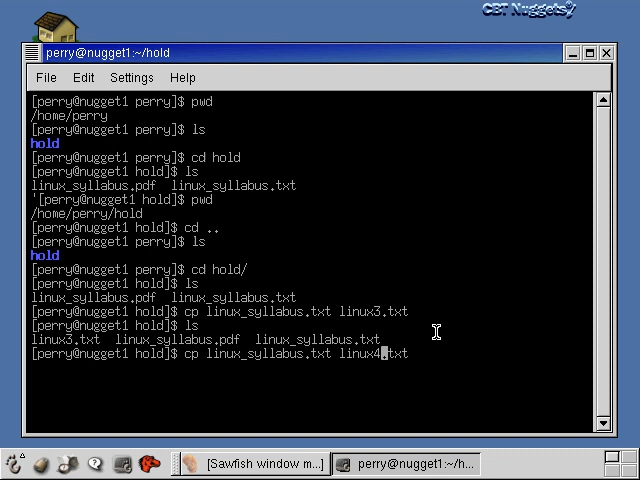 CBT Nuggets
perry@nugget1:~/hold
File Edit Settings Help
[perry@nugget1 perry]$ pwd
/home/perry
[perry@nugget1 perry]$ ls
hold
[perry@nugget1 perry]$ cd hold
[perry@nugget1 hold]$ ls
linux_syllabus.pdf linux_syllabus.txt
'[perry@nugget1 hold]$ pwd
/home/perry/hold
[perry@nugget1 hold]$ cd ..
[perry@nugget1 perry]$ ls
hold
[perry@nugget1 perry]$ cd hold/
[perry@nugget1 hold]$ ls
linux_syllabus.pdf linux_syllabus.txt
[perry@nugget1 hold]$ cp linux_syllabus.txt linux3.txt
[perry@nugget1 hold]$ ls
linux3.txt linux_syllabus.pdf linux_syllabus.txt
[perry@nugget1 hold]$ cp linux_syllabus.txt linux4.txt
[Sawfish window m...] perry@nugget1:~/h...